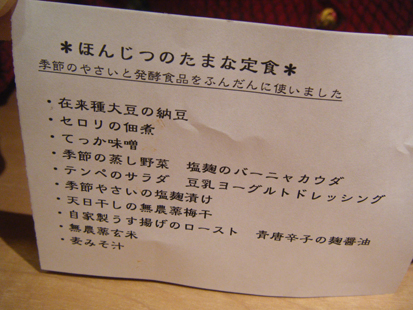 ＊ほんじつのたまな定食＊
季節のやさいと発酵食品をふんだんに使いました
・在来種大豆の納豆
・セロリの佃煮
・てっか味噌
・季節の蒸し野菜　塩麹のバーニャカウダ
・テンペのサラダ　豆乳ヨーグルトドレッシング
・季節やさいの塩麹漬け
・天日干しの無農薬梅干
・自家製うす揚げのロースト　青唐辛子の麹醤油
・無農薬玄米
・麦みそ汁